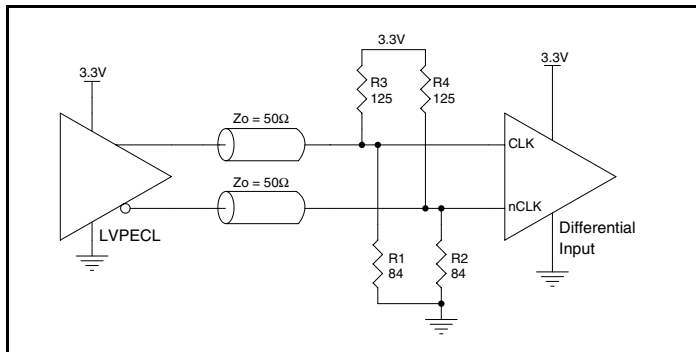 3.3V
3.3V
3.3V
R3
125
R4
125
Zo = 50Ω
CLK
Zo = 50Ω
nCLK
LVPECL
Differential
Input
R1
84
R2
84